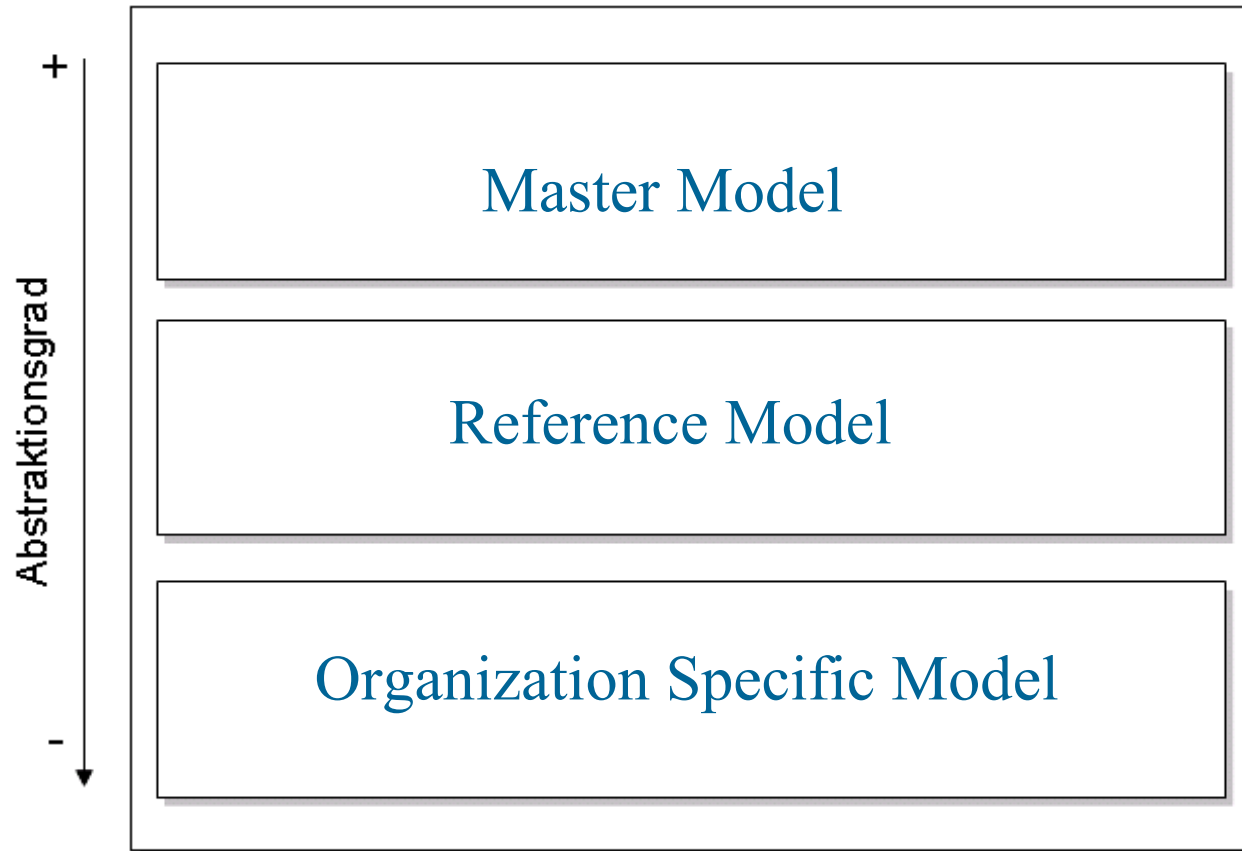 +
Abstraktionsgrad
-
Master Model
Reference Model
Organization Specific Model